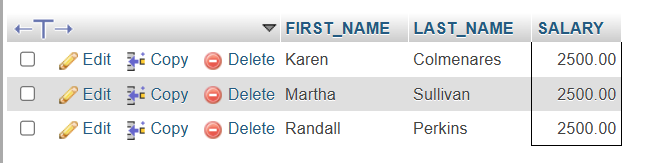 FIRST_NAME LAST_NAME SALARY
Edit Copy Delete Karen Colmenares 2500.00
Edit Copy Delete Martha Sullivan 2500.00
Edit Copy Delete Randall Perkins 2500.00